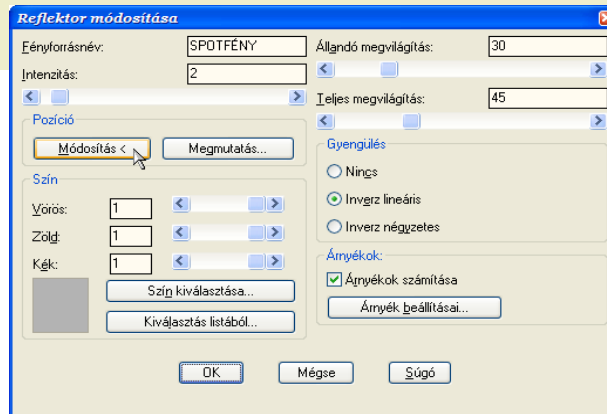 Reflektor módosítása
Fényforrásnév: SPOTFÉNY
Intenzitás: 2
Pozíció
Módosítás < Megmutatás...
Szín
Vörös: 1
Zöld: 1
Kék: 1
Szín kiválasztása...
Kiválasztás listából...
Állandó megvilágítás: 30
Teljes megvilágítás: 45
Gyengülés
Nincs
Inverz lineáris
Inverz négyzetes
Árnyékok:
Árnyékok számítása
Árnyék beállításai...
OK Mégse Súgó